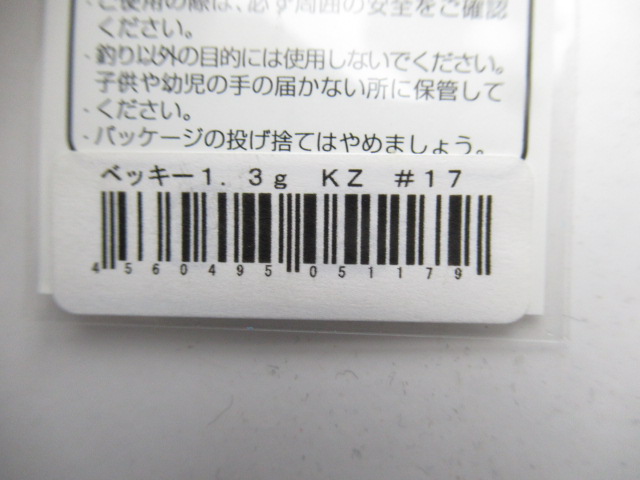 ・ご使用の際は、必ず周囲の安全をご確認
ください。
・釣り以外の目的には使用しないでください。
・子供や幼児の手の届かない所に保管して
ください。
・パッケージの投げ捨てはやめましょう。
ベッキー1.3g KZ #17
4560495051179